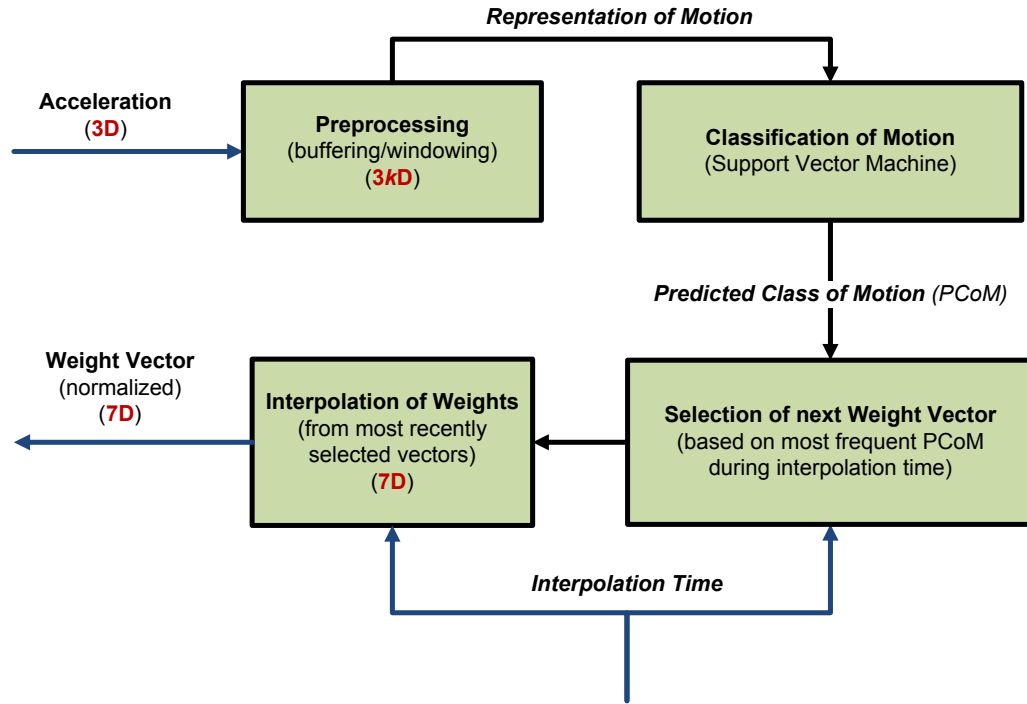 Representation of Motion
Acceleration
(3D)
Preprocessing
(buffering/windowing)
(3kD)
Classification of Motion
(Support Vector Machine)
Predicted Class of Motion (PCoM)
Weight Vector
(normalized)
(7D)
Interpolation of Weights
(from most recently
selected vectors)
(7D)
Selection of next Weight Vector
(based on most frequent PCoM
during interpolation time)
Interpolation Time